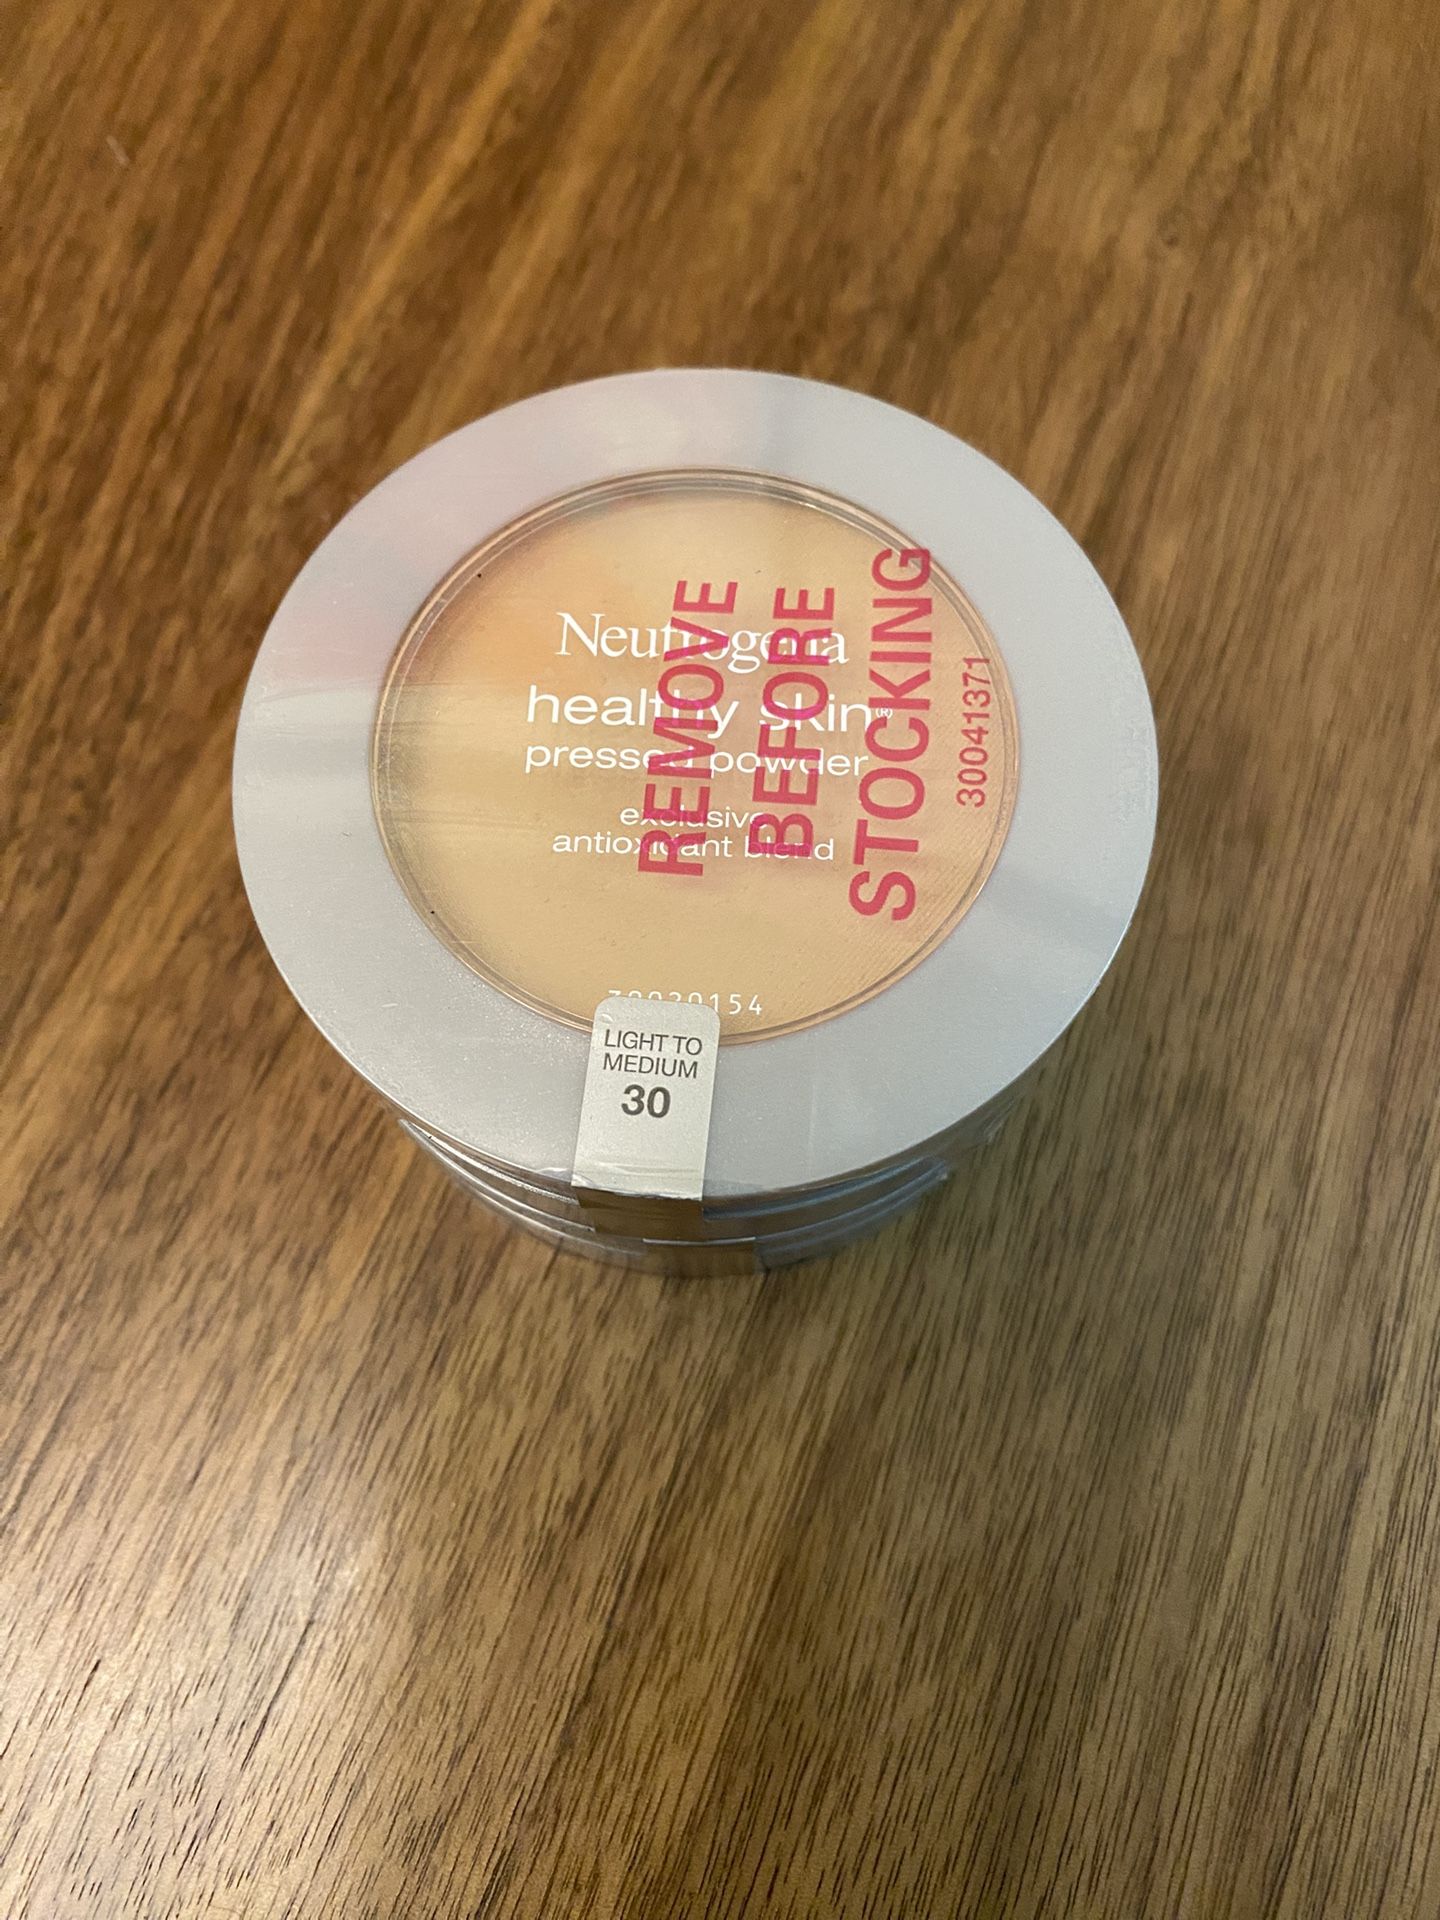 Neutrogena
healthy skin®
pressed powder
exclusive
antioxidant blend
REMOVE
BEFORE
STOCKING
30041371
LIGHT TO
MEDIUM
30